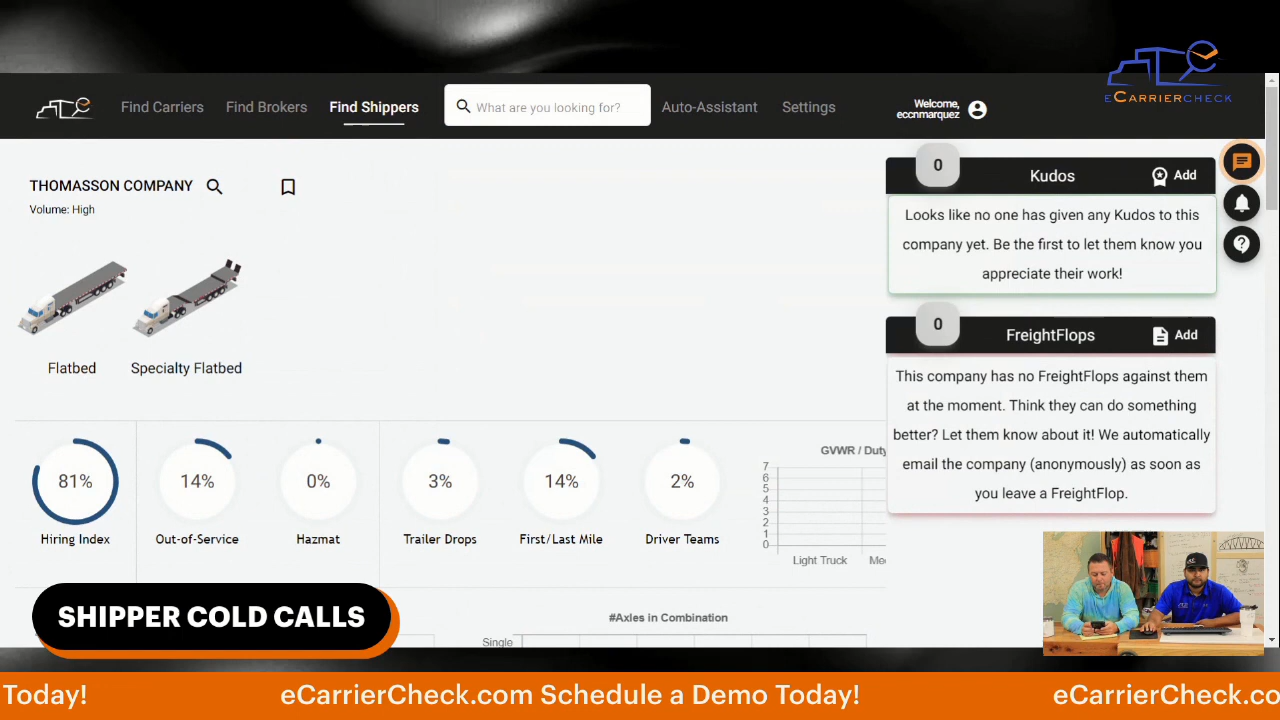 eCarrierCheck
Find Carriers
Find Brokers
Find Shippers
What are you looking for?
Auto-Assistant
Settings
Welcome,
eccnmarquez
THOMASSON COMPANY
Volume: High
Flatbed
Specialty Flatbed
0
Kudos
Add
Looks like no one has given any Kudos to this
company yet. Be the first to let them know you
appreciate their work!
0
FreightFlops
Add
This company has no FreightFlops against them
at the moment. Think they can do something
better? Let them know about it! We automatically
email the company (anonymously) as soon as
you leave a FreightFlop.
81%
Hiring Index
14%
Out-of-Service
0%
Hazmat
3%
Trailer Drops
14%
First/Last Mile
2%
Driver Teams
GVWR / Duty
7
6
5
4
3
2
1
0
Light Truck
Me
#Axles in Combination
Single
SHIPPER COLD CALLS
Today!
eCarrierCheck.com Schedule a Demo Today!
eCarrierCheck.co